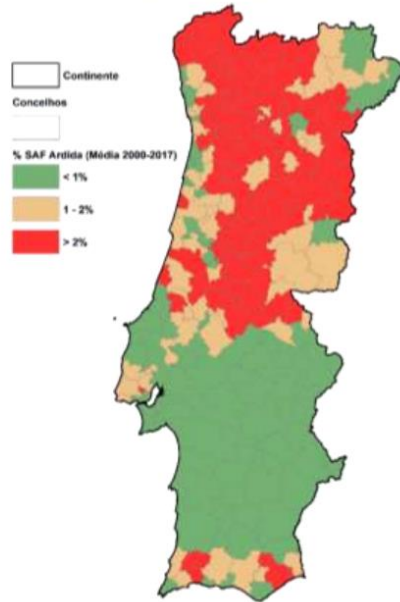 Continente
Concelhos
% SAF Ardida (Média 2000-2017)
< 1%
1 - 2%
> 2%